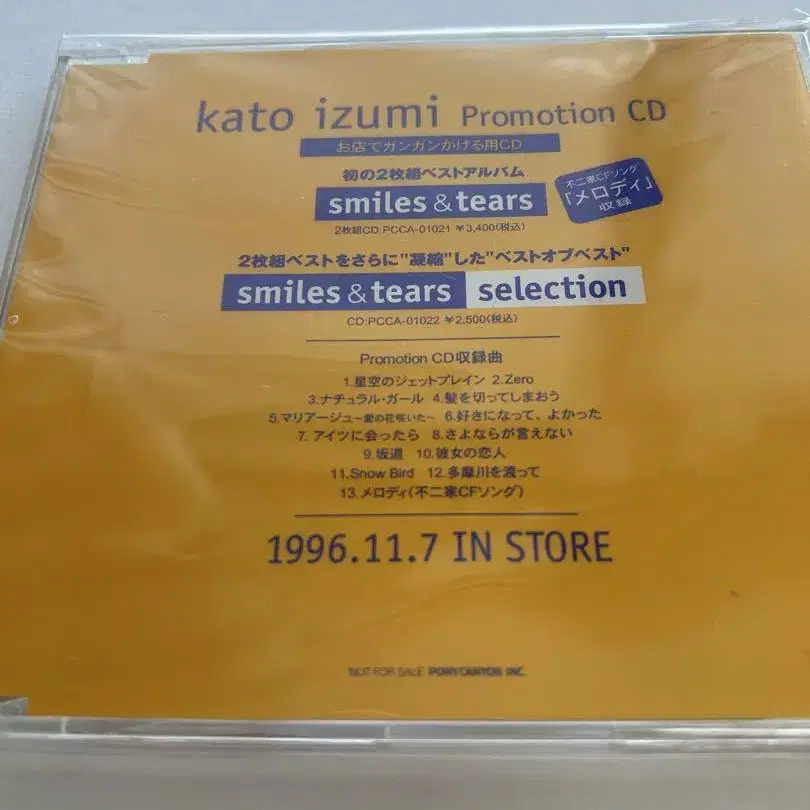 kato izumi Promotion CD
お店でガンガンかける用CD
初の2枚組ベストアルバム
smiles & tears
2枚組CD:PCCA-01021 ¥3,400(税込)
不二家CFソング
「メロディ」
収録
2枚組ベストをさらに"凝縮"した"ベストオブベスト"
smiles & tears selection
CD:PCCA-01022 ¥2,500(税込)
Promotion CD収録曲
1.星空のジェットプレイン 2.Zero
3.ナチュラル・ガール 4.髪を切ってしまおう
5.マリアージュ~愛の花咲いた~ 6.好きになって、よかった
7. アイツに会ったら 8.さよならが言えない
9.坂道 10.彼女の恋人
11.Snow Bird 12.多摩川を渡って
13.メロディ(不二家CFソング)
1996.11.7 IN STORE
NOT FOR SALE PONY CANYON INC.